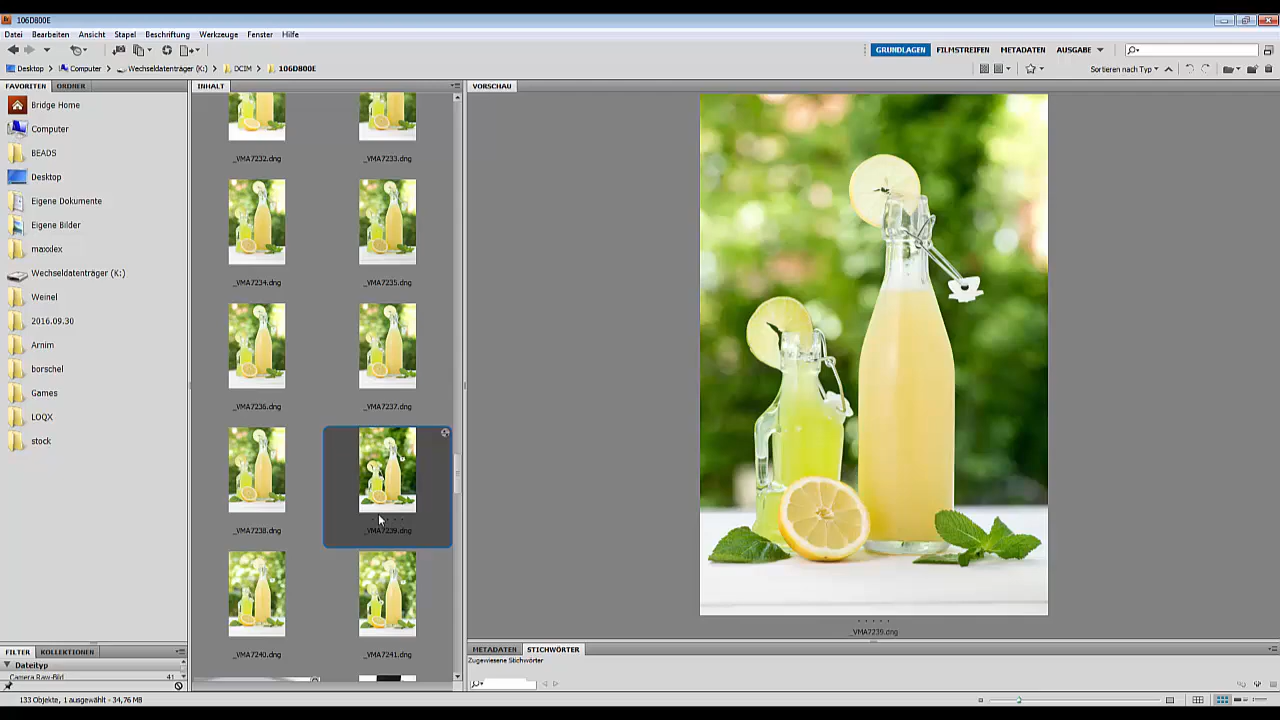 Br 106D800E
Datei Bearbeiten Ansicht Stapel Beschriftung Werkzeuge Fenster Hilfe
GRUNDLAGEN FILMSTREIFEN METADATEN AUSGABE
Desktop Computer Wechseldatenträger (K:) DCIM 106D800E
Sortieren nach Typ
FAVORITEN ORDNER
INHALT
VORSCHAU
Bridge Home
Computer
BEADS
Desktop
Eigene Dokumente
Eigene Bilder
maxxdex
Wechseldatenträger (K:)
Weinel
2016.09.30
Arnim
borschel
Games
LOQX
stock
_VMA7232.dng _VMA7233.dng
_VMA7234.dng _VMA7235.dng
_VMA7236.dng _VMA7237.dng
_VMA7238.dng _VMA7239.dng
_VMA7240.dng _VMA7241.dng
_VMA7239.dng
FILTER KOLLEKTIONEN
Dateityp
Camera Raw-Bild 41
METADATEN STICHWÖRTER
Zugewiesene Stichwörter
133 Objekte, 1 ausgewählt - 34,76 MB